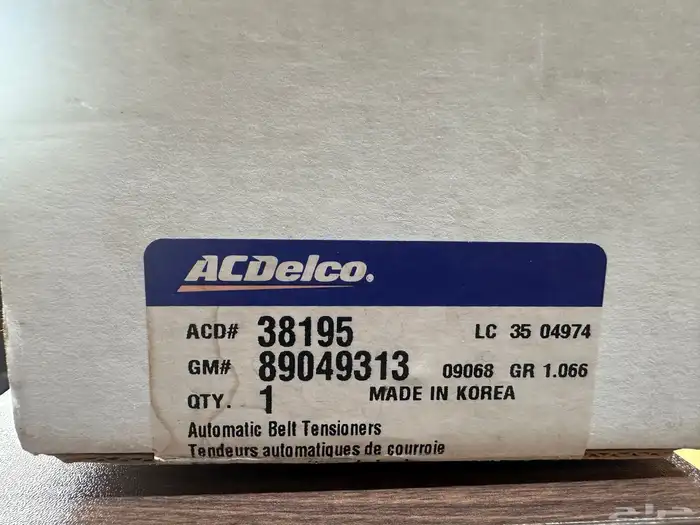 ACDelco.
ACD# 38195 LC 35 04974
GM# 89049313 09068 GR 1.066
QTY. 1 MADE IN KOREA
Automatic Belt Tensioners
Tendeurs automatiques de courroie
حراج